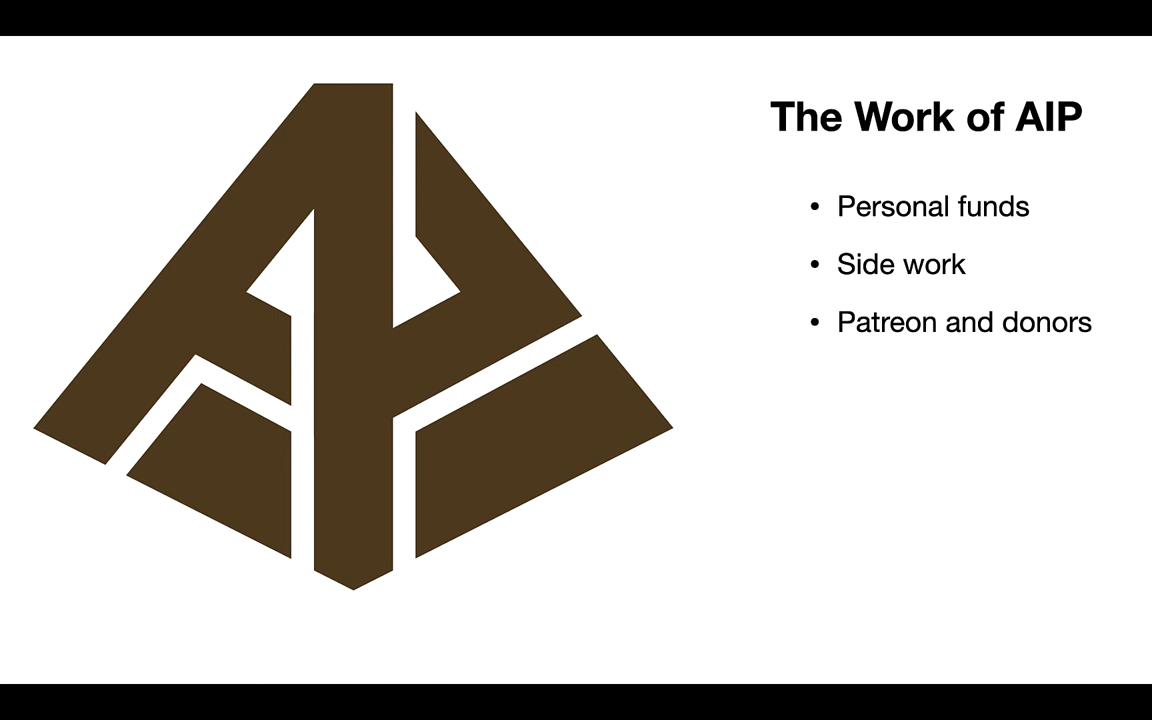 The Work of AIP
• Personal funds
• Side work
• Patreon and donors